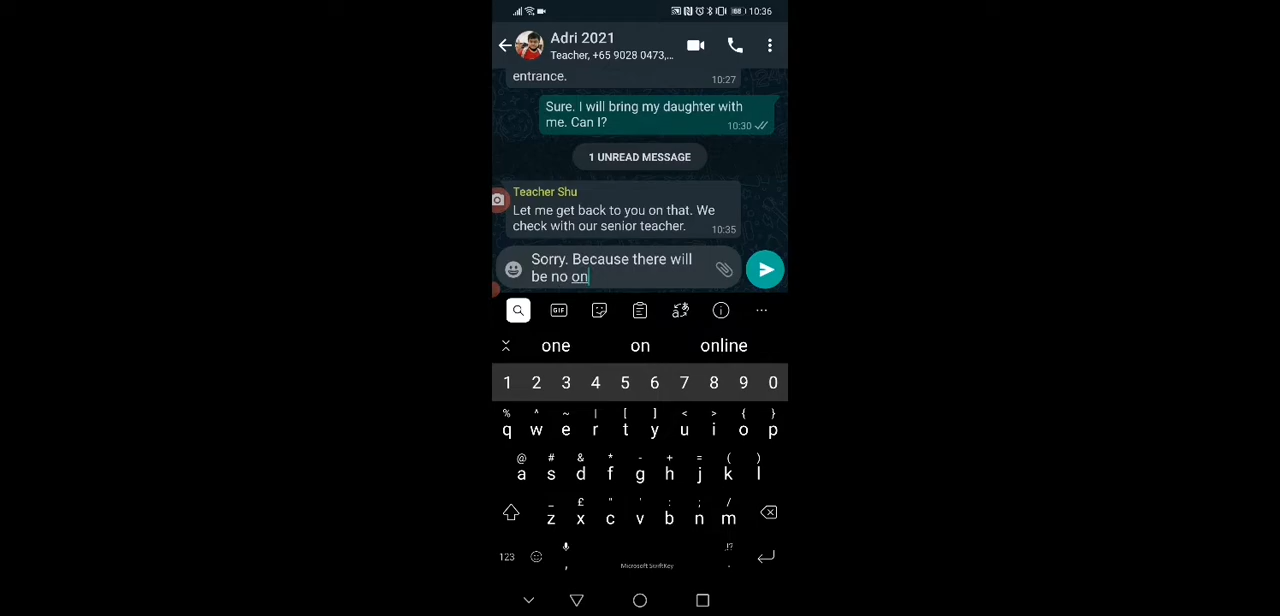 10:36
Adri 2021
Teacher, +65 9028 0473,...
entrance.
10:27
Sure. I will bring my daughter with
me. Can I?
10:30
1 UNREAD MESSAGE
Teacher Shu
Let me get back to you on that. We
check with our senior teacher.
10:35
Sorry. Because there will
be no on
GIF
one on online
1 2 3 4 5 6 7 8 9 0
% ^ ~ | [ ] < > { }
q w e r t y u i o p
@ # & * - + = ( )
a s d f g h j k l
_ £ " ' : ; /
z x c v b n m
!?
123 , Microsoft SwiftKey .